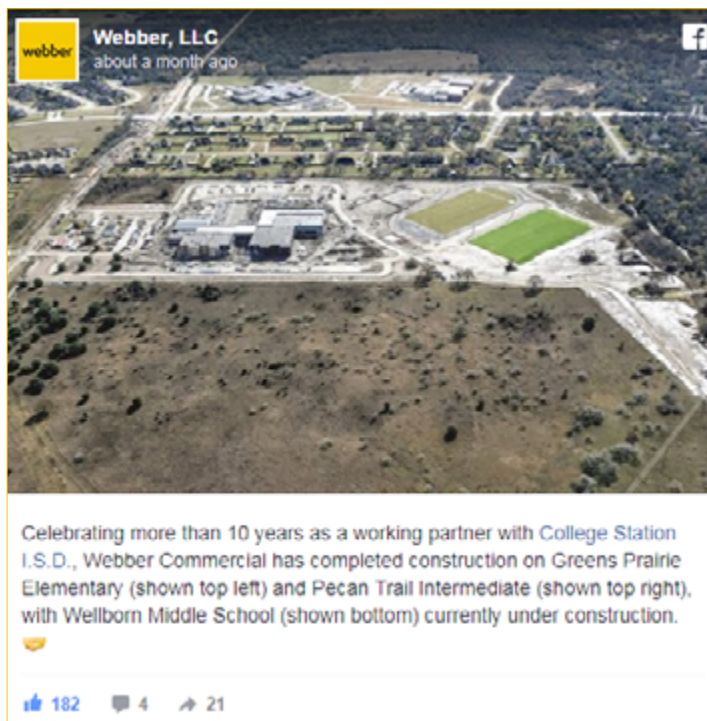 webber
Webber, LLC
about a month ago
Celebrating more than 10 years as a working partner with College Station
I.S.D., Webber Commercial has completed construction on Greens Prairie
Elementary (shown top left) and Pecan Trail Intermediate (shown top right),
with Wellborn Middle School (shown bottom) currently under construction.
182 4 21